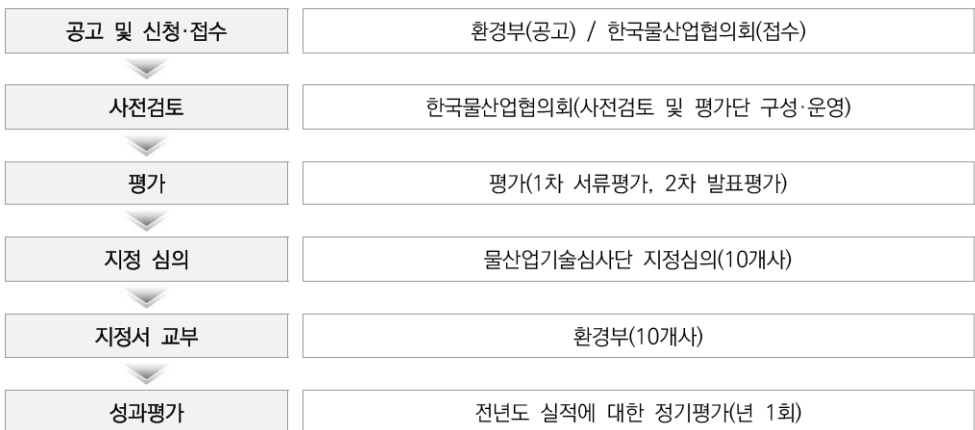 공고 및 신청·접수
환경부(공고) / 한국물산업협의회(접수)
사전검토
한국물산업협의회(사전검토 및 평가단 구성·운영)
평가
평가(1차 서류평가, 2차 발표평가)
지정 심의
물산업기술심사단 지정심의(10개사)
지정서 교부
환경부(10개사)
성과평가
전년도 실적에 대한 정기평가(년 1회)